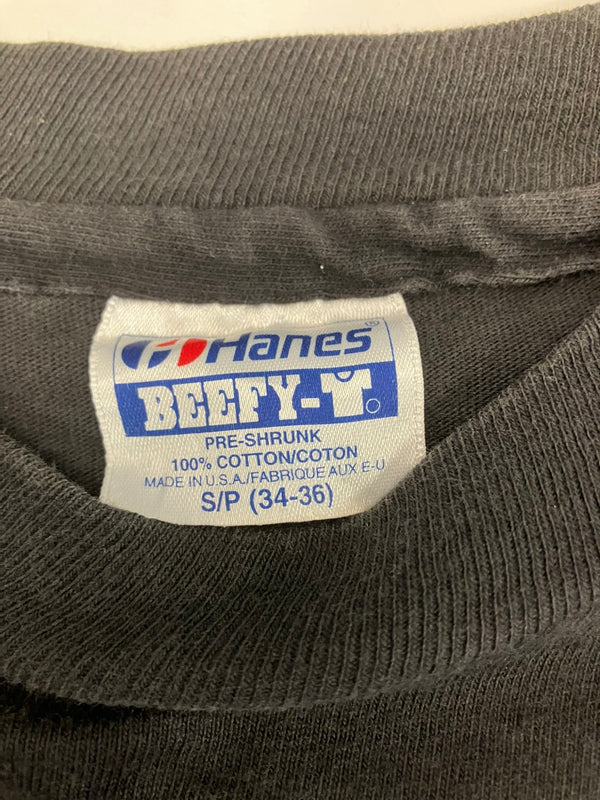 Hanes®
BEEFY-T
PRE-SHRUNK
100% COTTON/COTON
MADE IN U.S.A./FABRIQUE AUX E-U
S/P (34-36)